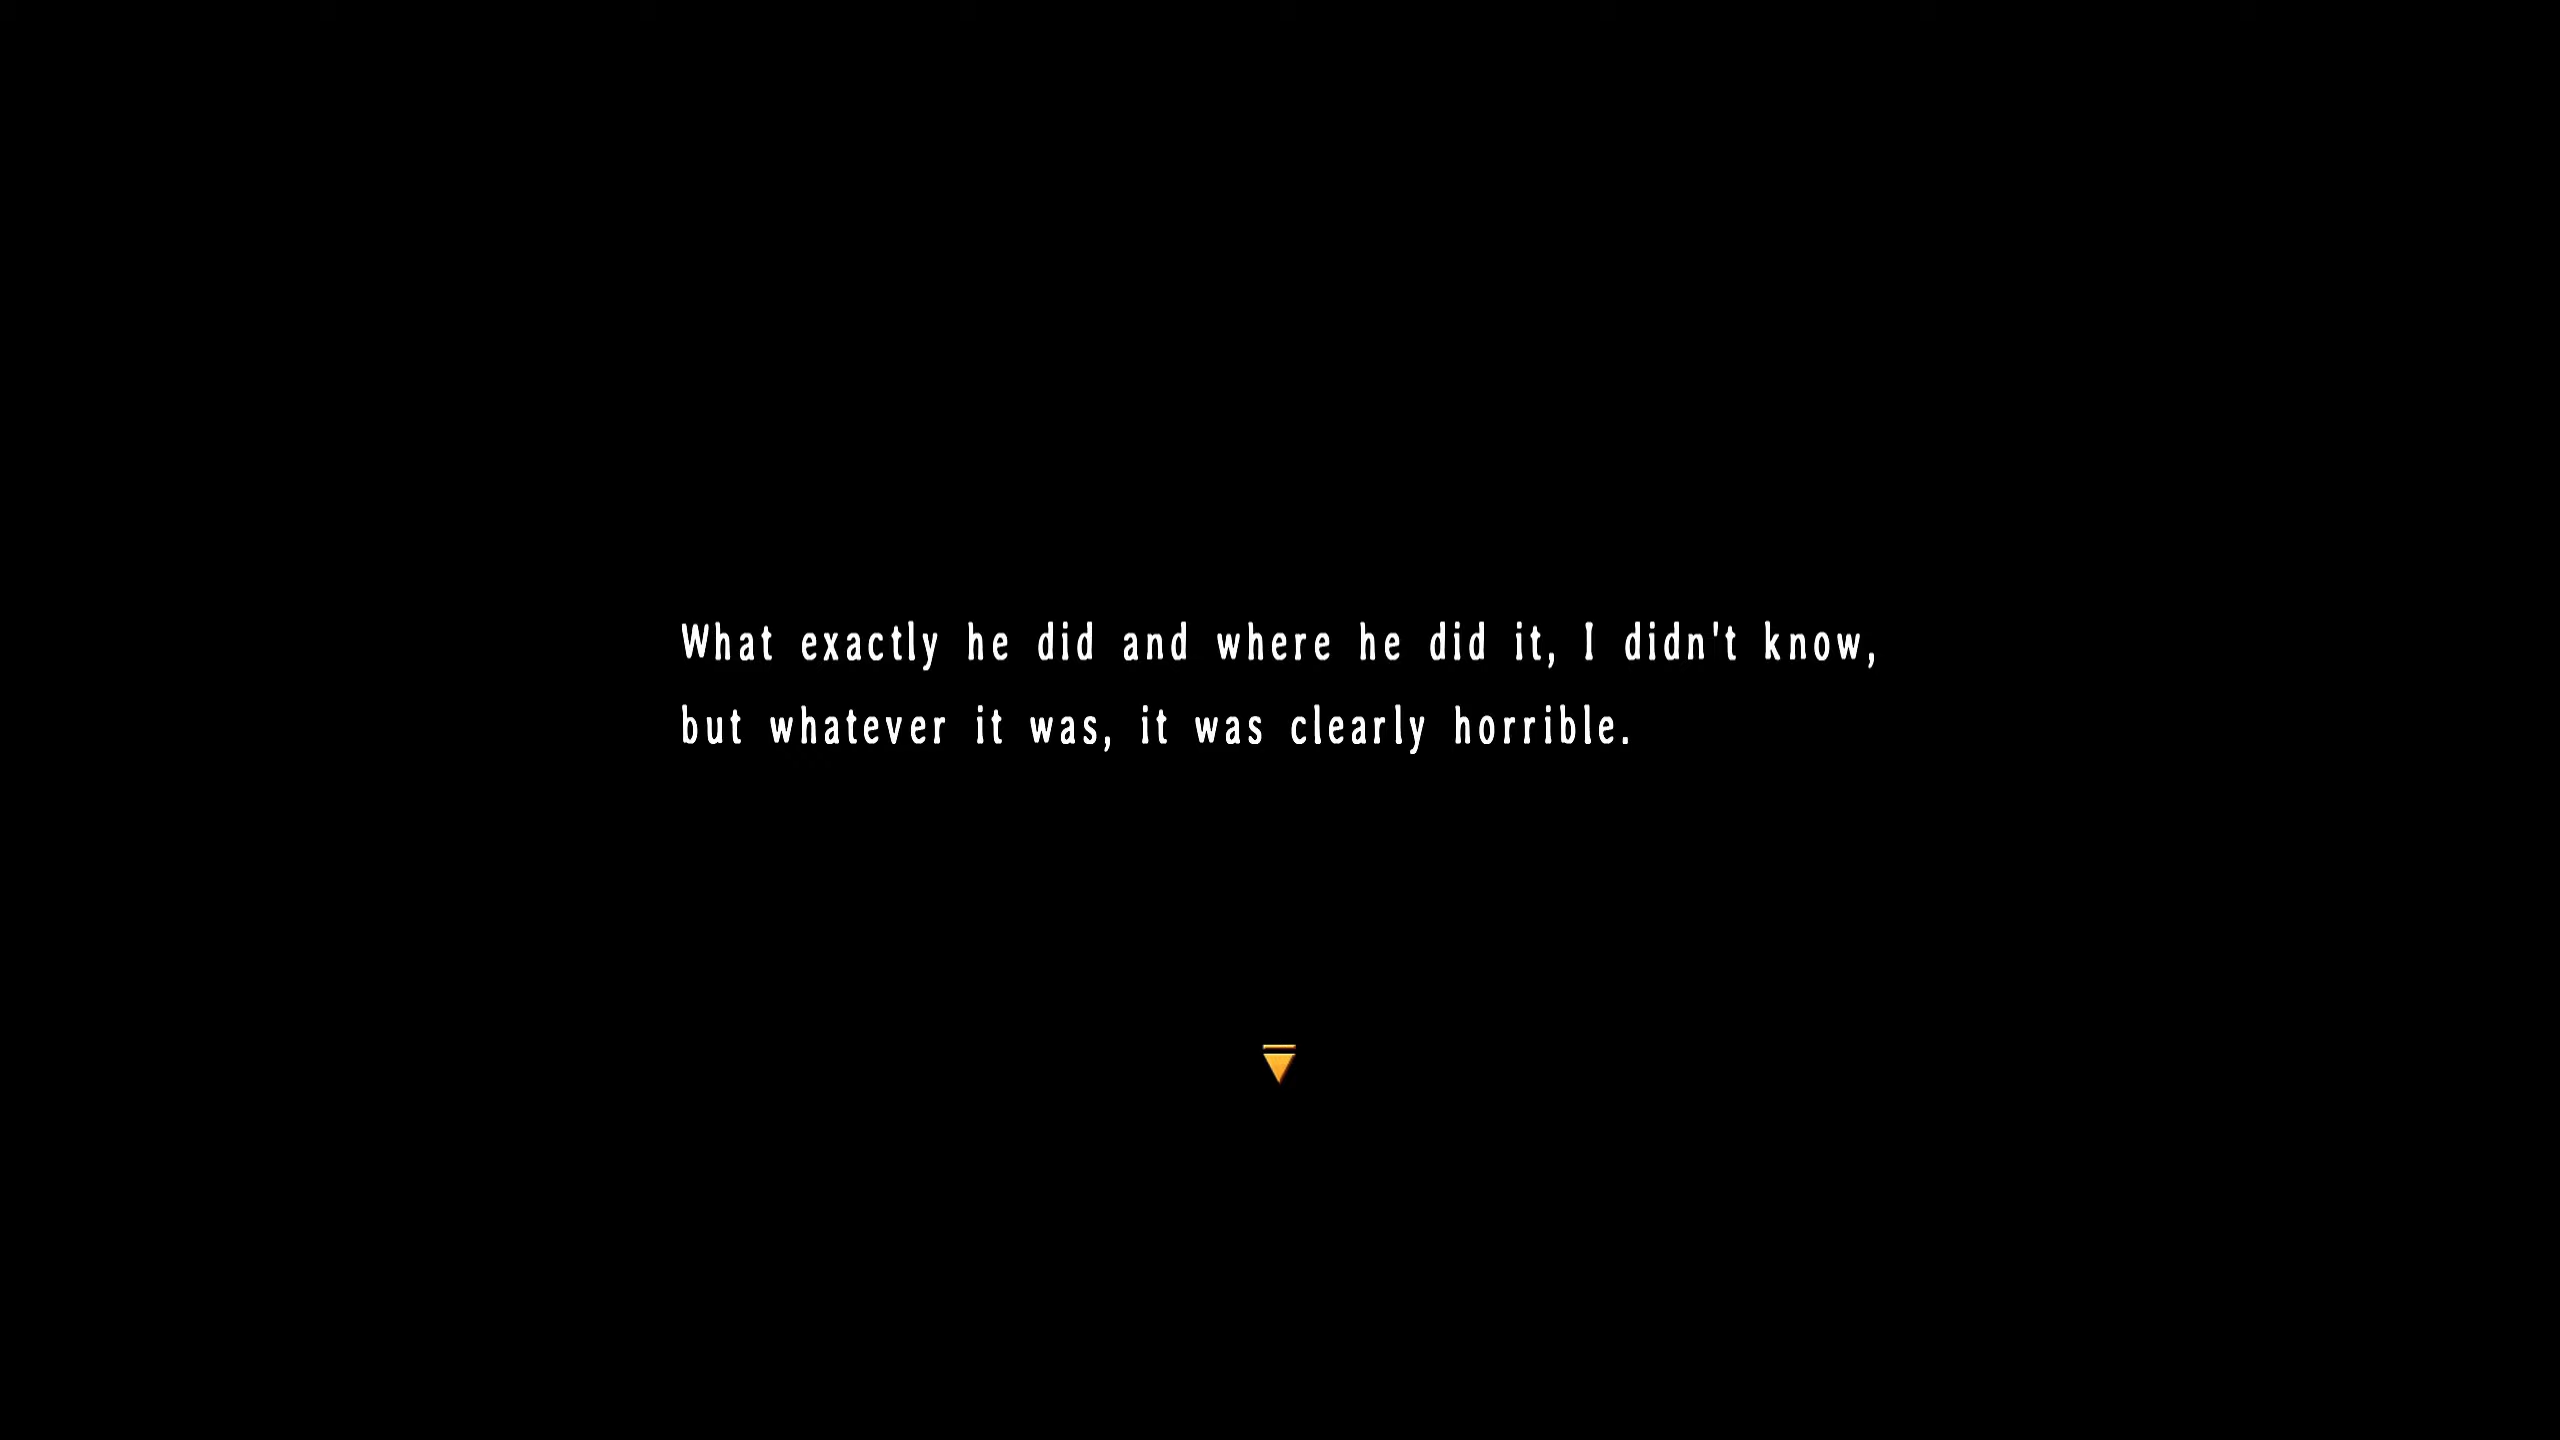 What exactly he did and where he did it, I didn't know,
but whatever it was, it was clearly horrible.